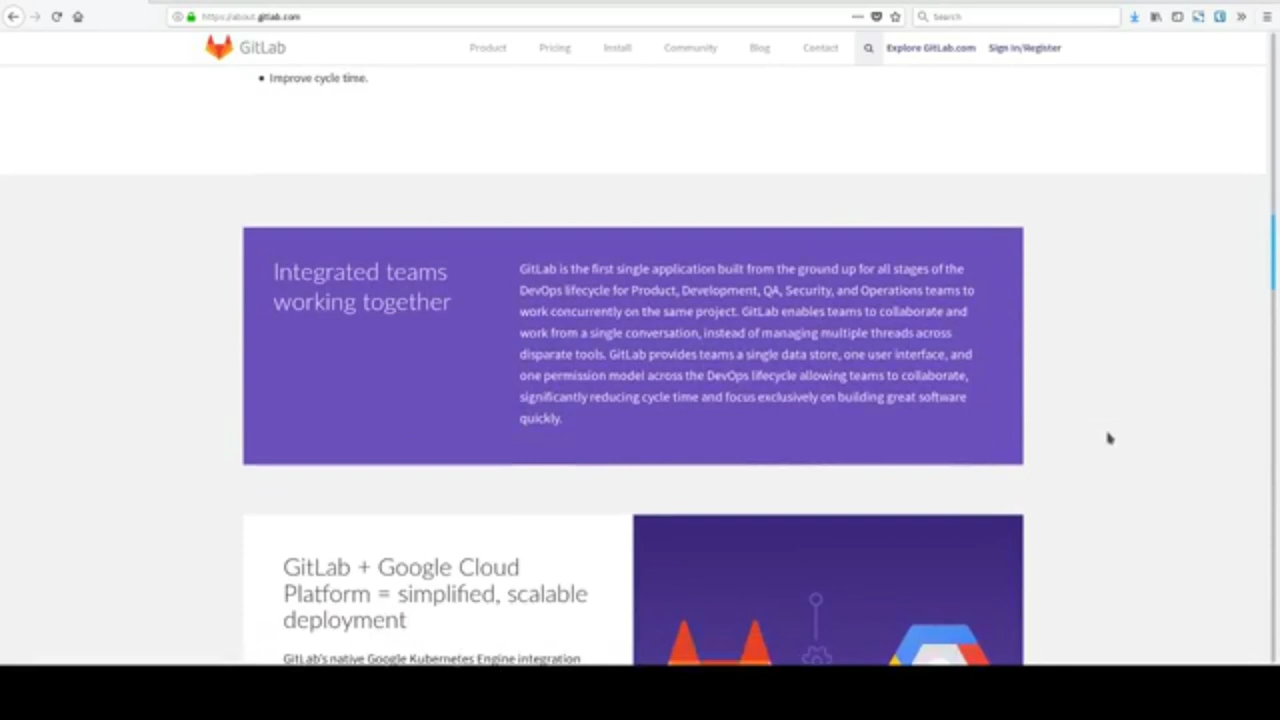 https://about.gitlab.com
Search
GitLab
Product Pricing Install Community Blog Contact Explore GitLab.com Sign In/Register
• Improve cycle time.
Integrated teams
working together
GitLab is the first single application built from the ground up for all stages of the
DevOps lifecycle for Product, Development, QA, Security, and Operations teams to
work concurrently on the same project. GitLab enables teams to collaborate and
work from a single conversation, instead of managing multiple threads across
disparate tools. GitLab provides teams a single data store, one user interface, and
one permission model across the DevOps lifecycle allowing teams to collaborate,
significantly reducing cycle time and focus exclusively on building great software
quickly.
GitLab + Google Cloud
Platform = simplified, scalable
deployment
GitLab's native Google Kubernetes Engine integration